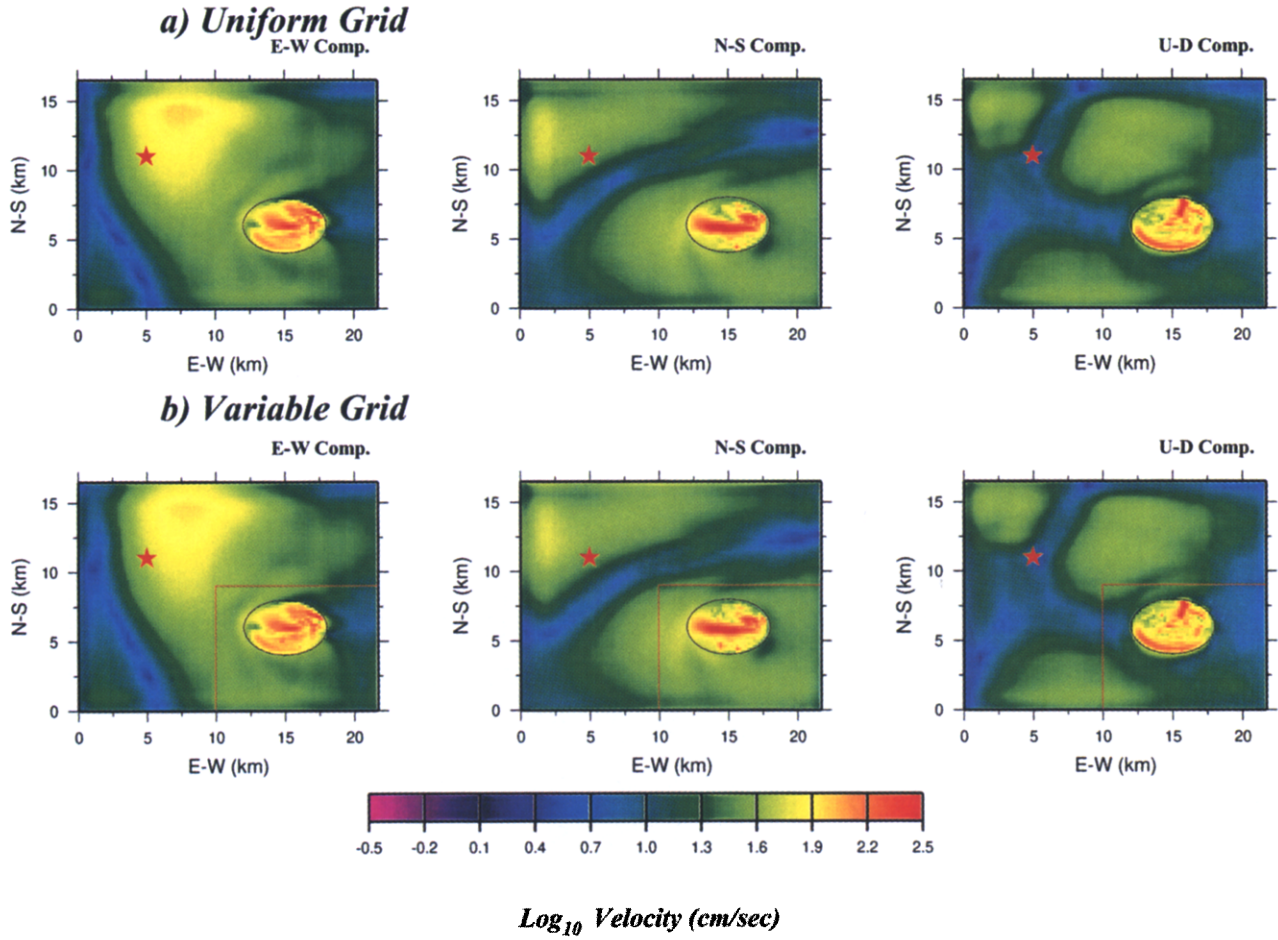 a) Uniform Grid
E-W Comp. N-S Comp. U-D Comp.
15 15 15
10 10 10
5 5 5
0 0 0
N-S (km) N-S (km) N-S (km)
0 5 10 15 20 0 5 10 15 20 0 5 10 15 20
E-W (km) E-W (km) E-W (km)
b) Variable Grid
E-W Comp. N-S Comp. U-D Comp.
15 15 15
10 10 10
5 5 5
0 0 0
N-S (km) N-S (km) N-S (km)
0 5 10 15 20 0 5 10 15 20 0 5 10 15 20
E-W (km) E-W (km) E-W (km)
-0.5 -0.2 0.1 0.4 0.7 1.0 1.3 1.6 1.9 2.2 2.5
Log10 Velocity (cm/sec)